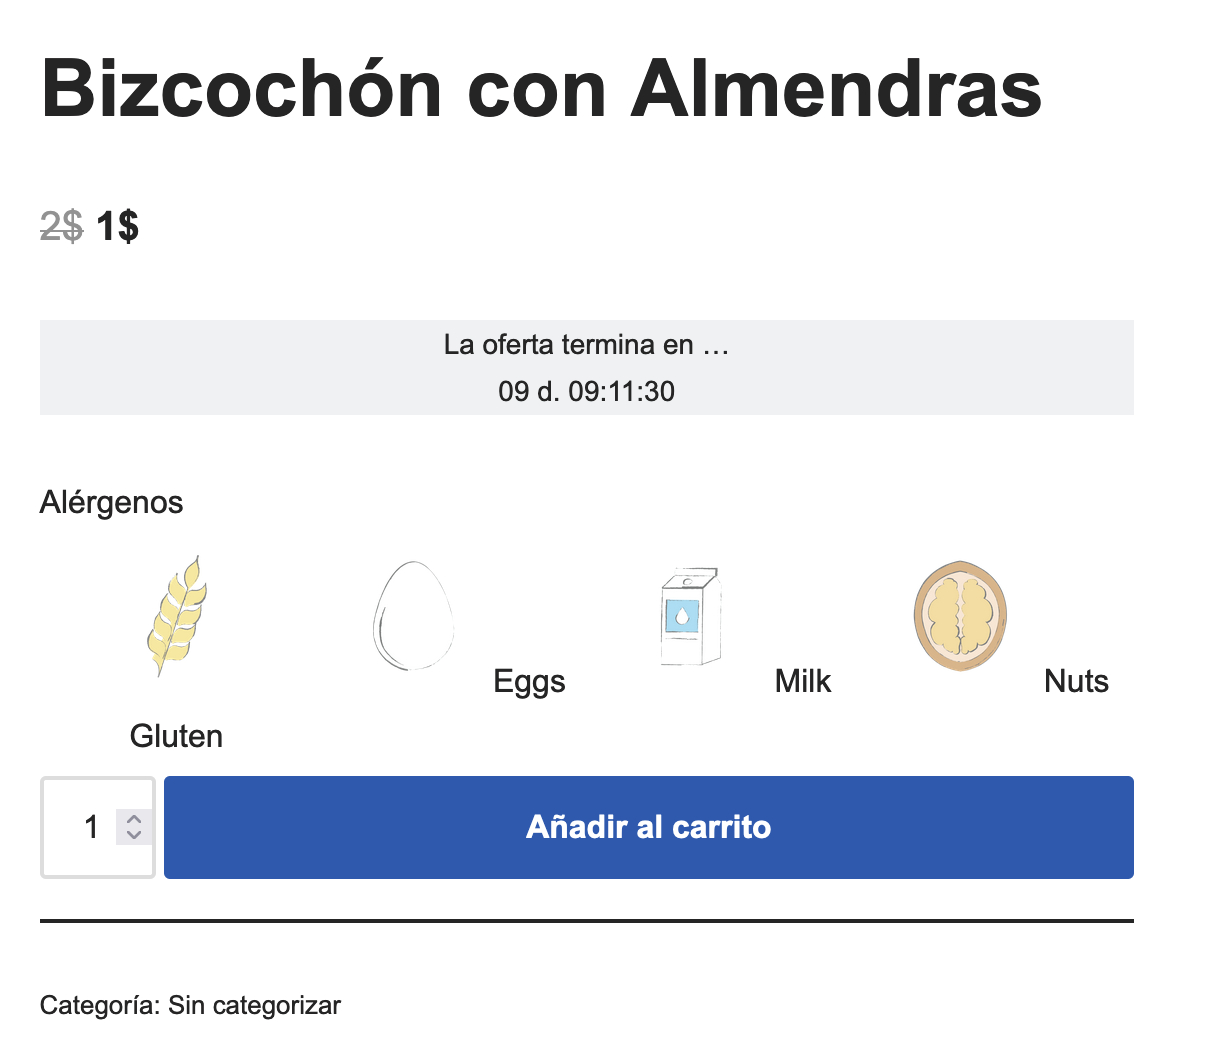 Bizcochón con Almendras
2$ 1$
La oferta termina en …
09 d. 09:11:30
Alérgenos
Eggs
Milk
Nuts
Gluten
1
Añadir al carrito
Categoría: Sin categorizar